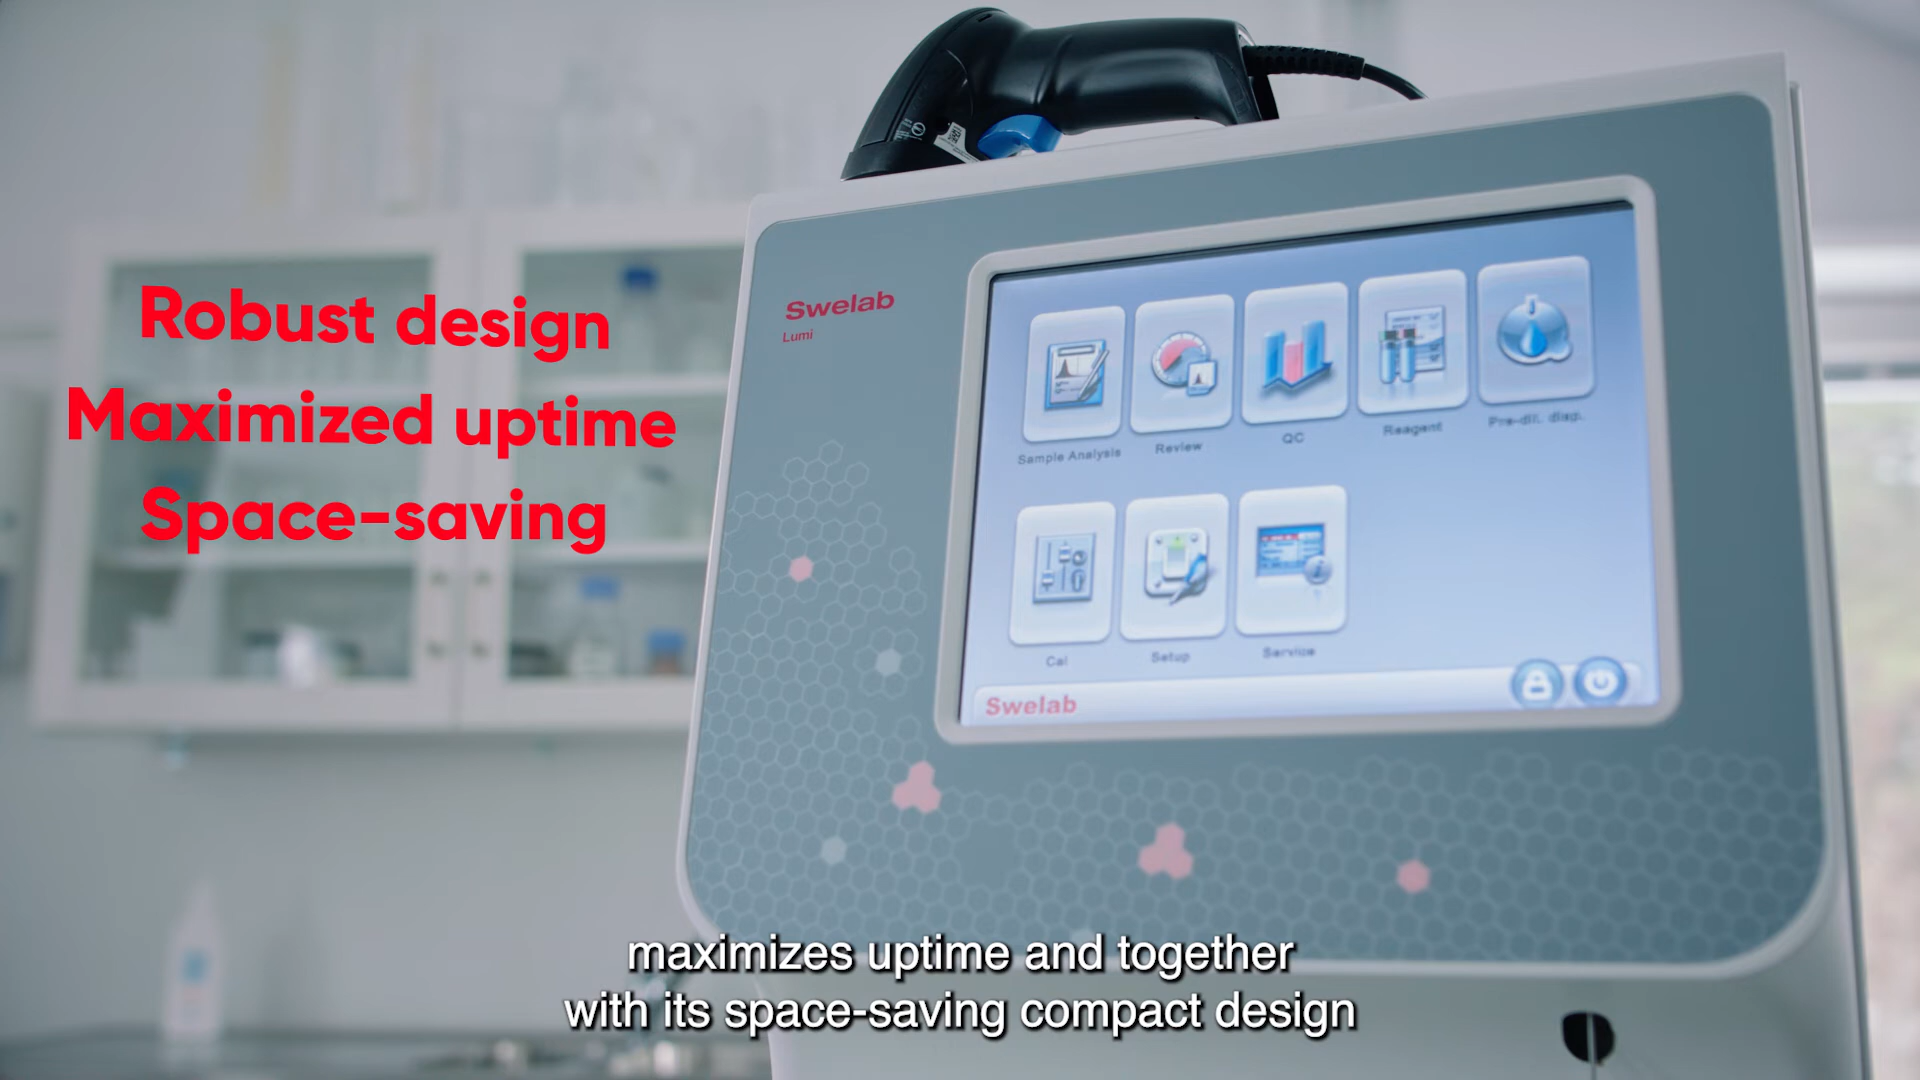 Robust design
Maximized uptime
Space-saving
Swelab
Lumi
Sample Analysis
Review
QC
Reagent
Pre-dil. disp.
Cal
Setup
Service
Swelab
maximizes uptime and together
with its space-saving compact design